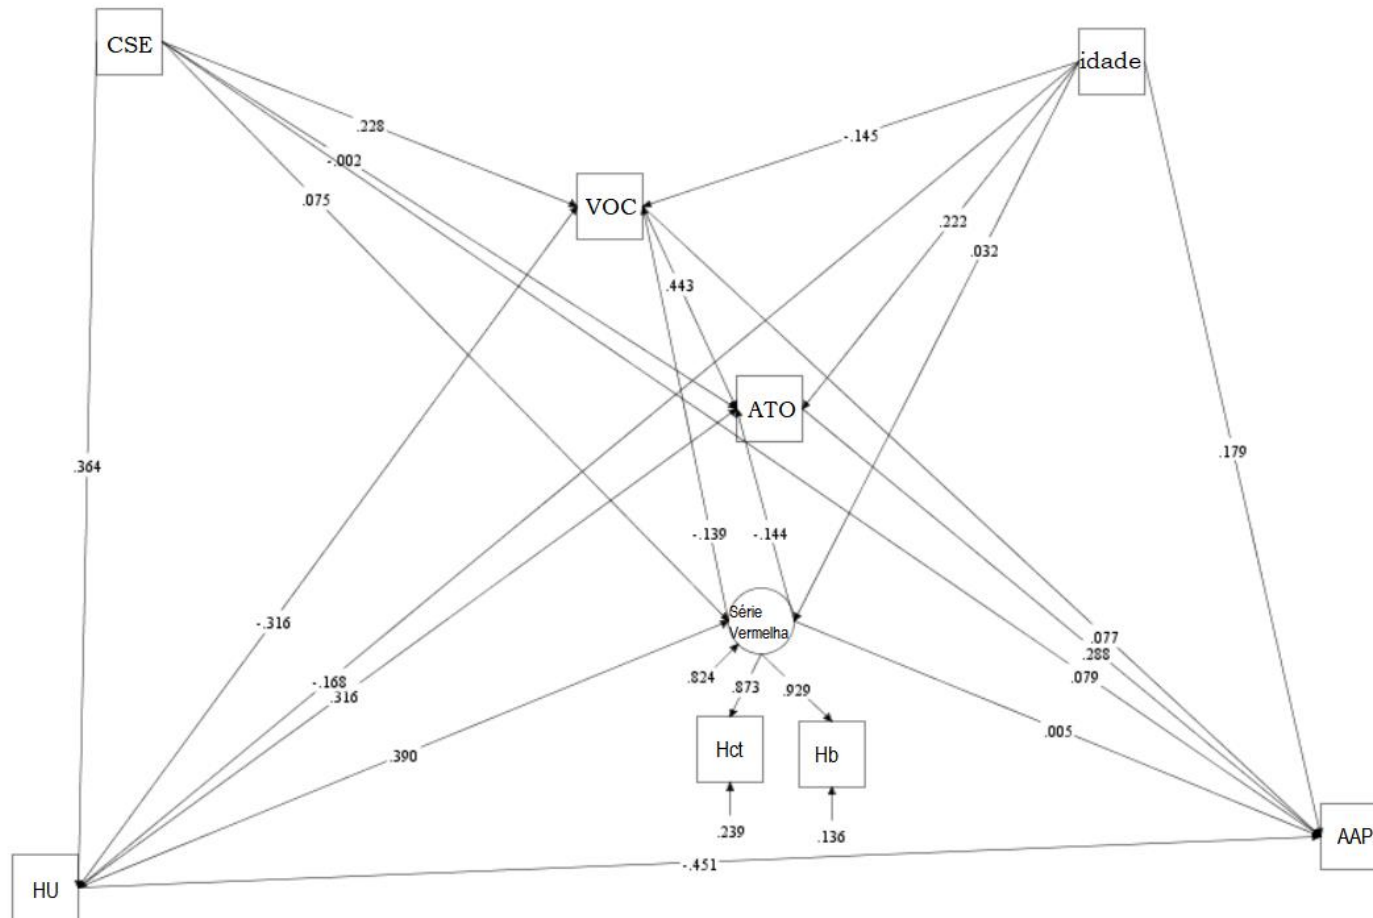 CSE
idade
.228
-.145
-.002
.075
VOC
.222
.032
.443
ATO
.179
.364
-.139
-.144
Série
Vermelha
-.316
.077
.288
.079
-.168
.316
.824
.873
.929
.005
Hct
Hb
.390
.239
.136
AAP
-.451
HU